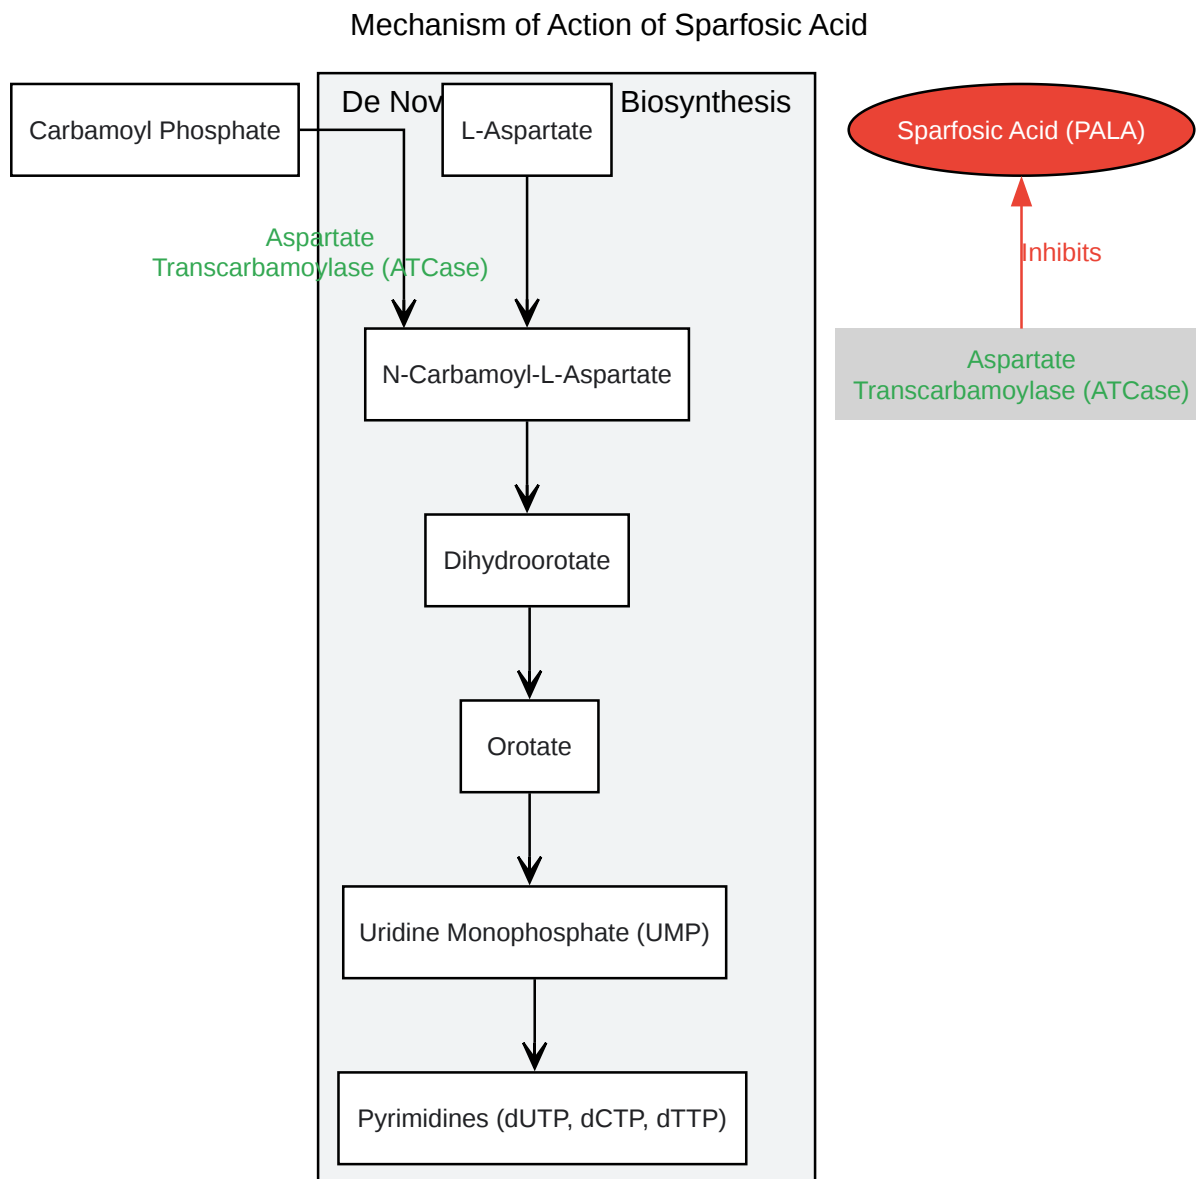 Mechanism of Action of Sparfosic Acid
De Nov Biosynthesis
Carbamoyl Phosphate
L-Aspartate
Sparfosic Acid (PALA)
Aspartate
Transcarbamoylase (ATCase)
Inhibits
N-Carbamoyl-L-Aspartate
Aspartate
Transcarbamoylase (ATCase)
Dihydroorotate
Orotate
Uridine Monophosphate (UMP)
Pyrimidines (dUTP, dCTP, dTTP)